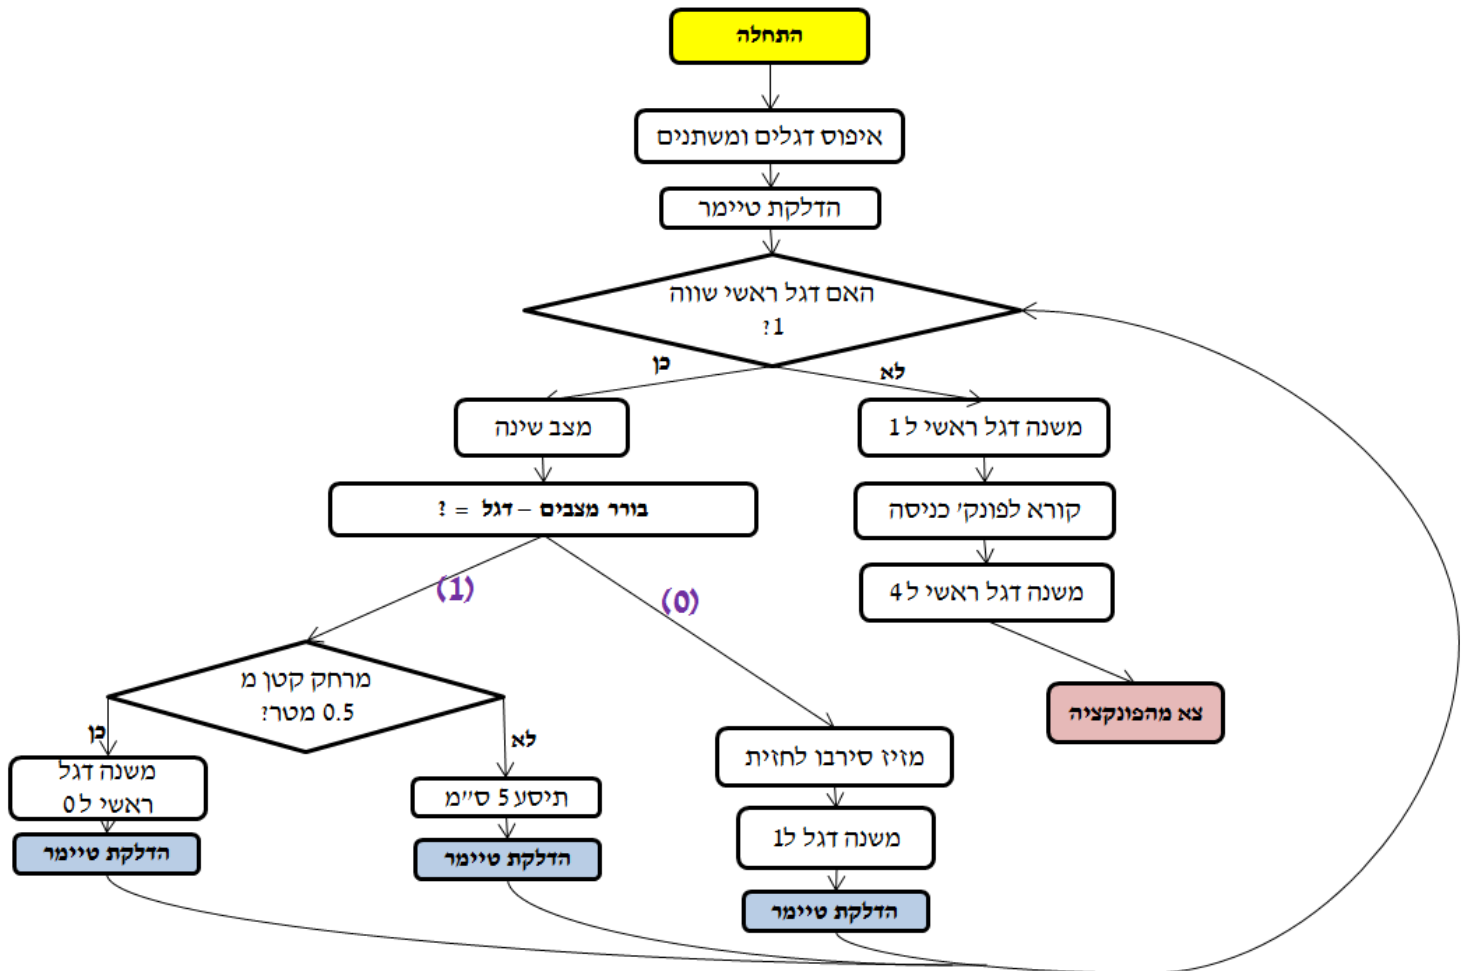 התחלה
איפוס דגלים ומשתנים
הדלקת טיימר
האם דגל ראשי שווה
1?
כן
לא
משנה דגל ראשי ל 1
קורא לפונק' כניסה
משנה דגל ראשי ל 4
צא מהפונקציה
מצב שינה
בורר מצבים – דגל = ?
(0)
(1)
מזיז סירבו לחזית
משנה דגל ל1
הדלקת טיימר
מרחק קטן מ
0.5 מטר?
לא
תיסע 5 ס"מ
הדלקת טיימר
כן
משנה דגל
ראשי ל 0
הדלקת טיימר